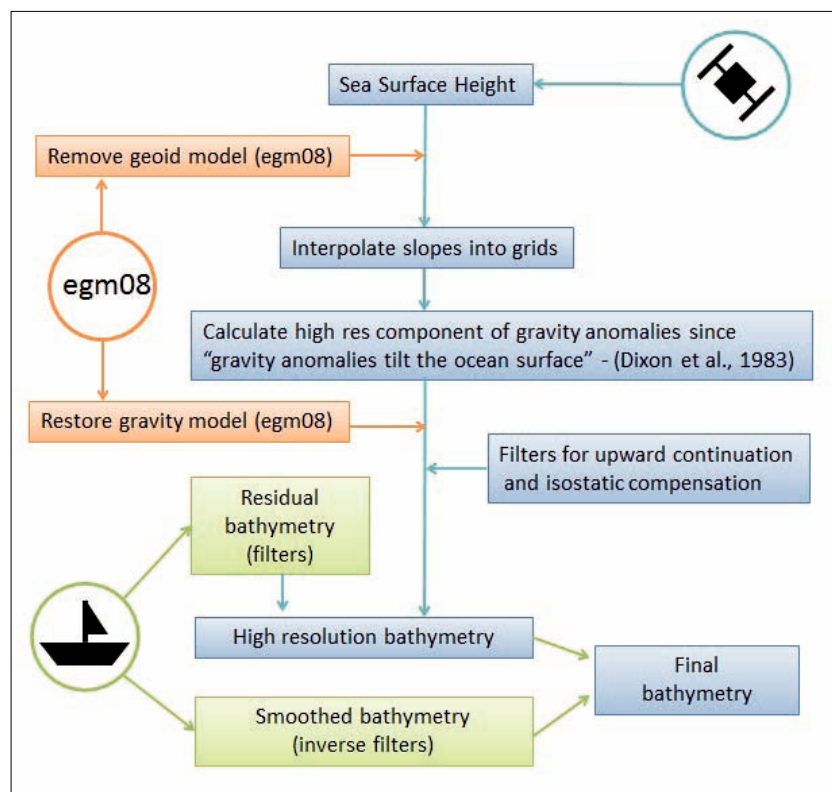 Sea Surface Height
Remove geoid model (egm08)
Interpolate slopes into grids
egm08
Calculate high res component of gravity anomalies since
“gravity anomalies tilt the ocean surface” - (Dixon et al., 1983)
Restore gravity model (egm08)
Filters for upward continuation
and isostatic compensation
Residual
bathymetry
(filters)
High resolution bathymetry
Final
bathymetry
Smoothed bathymetry
(inverse filters)